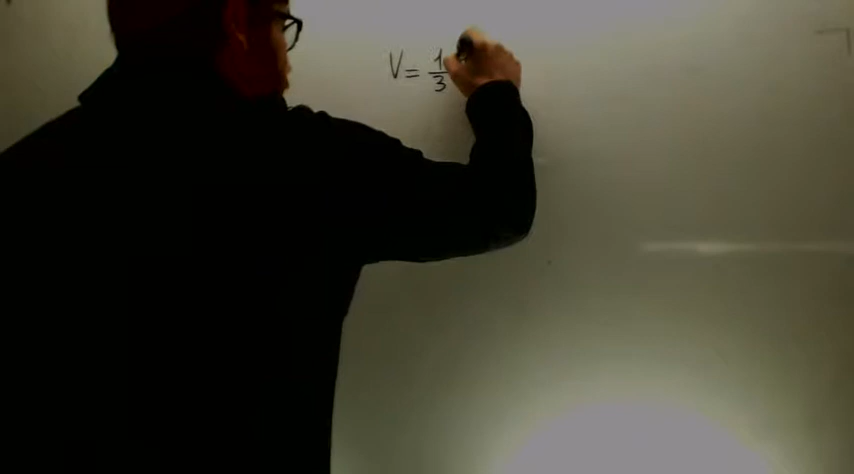 V = 1/3